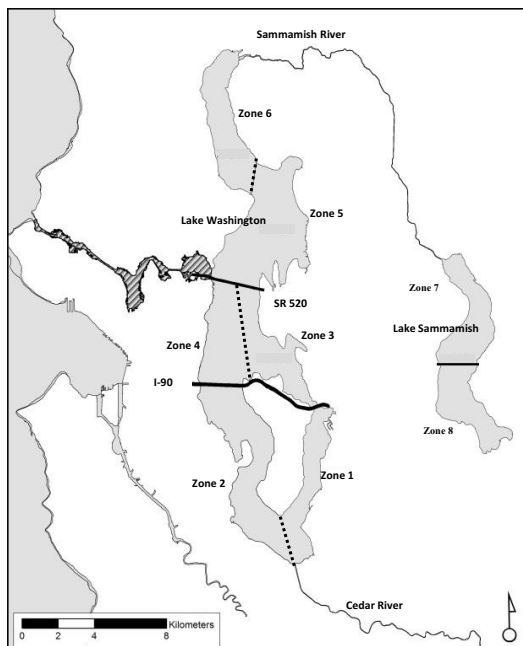 Sammamish River
Zone 6
Lake Washington
Zone 5
Zone 7
SR 520
Lake Sammamish
Zone 4
Zone 3
I-90
Zone 8
Zone 2
Zone 1
Cedar River
Kilometers
0 2 4 8